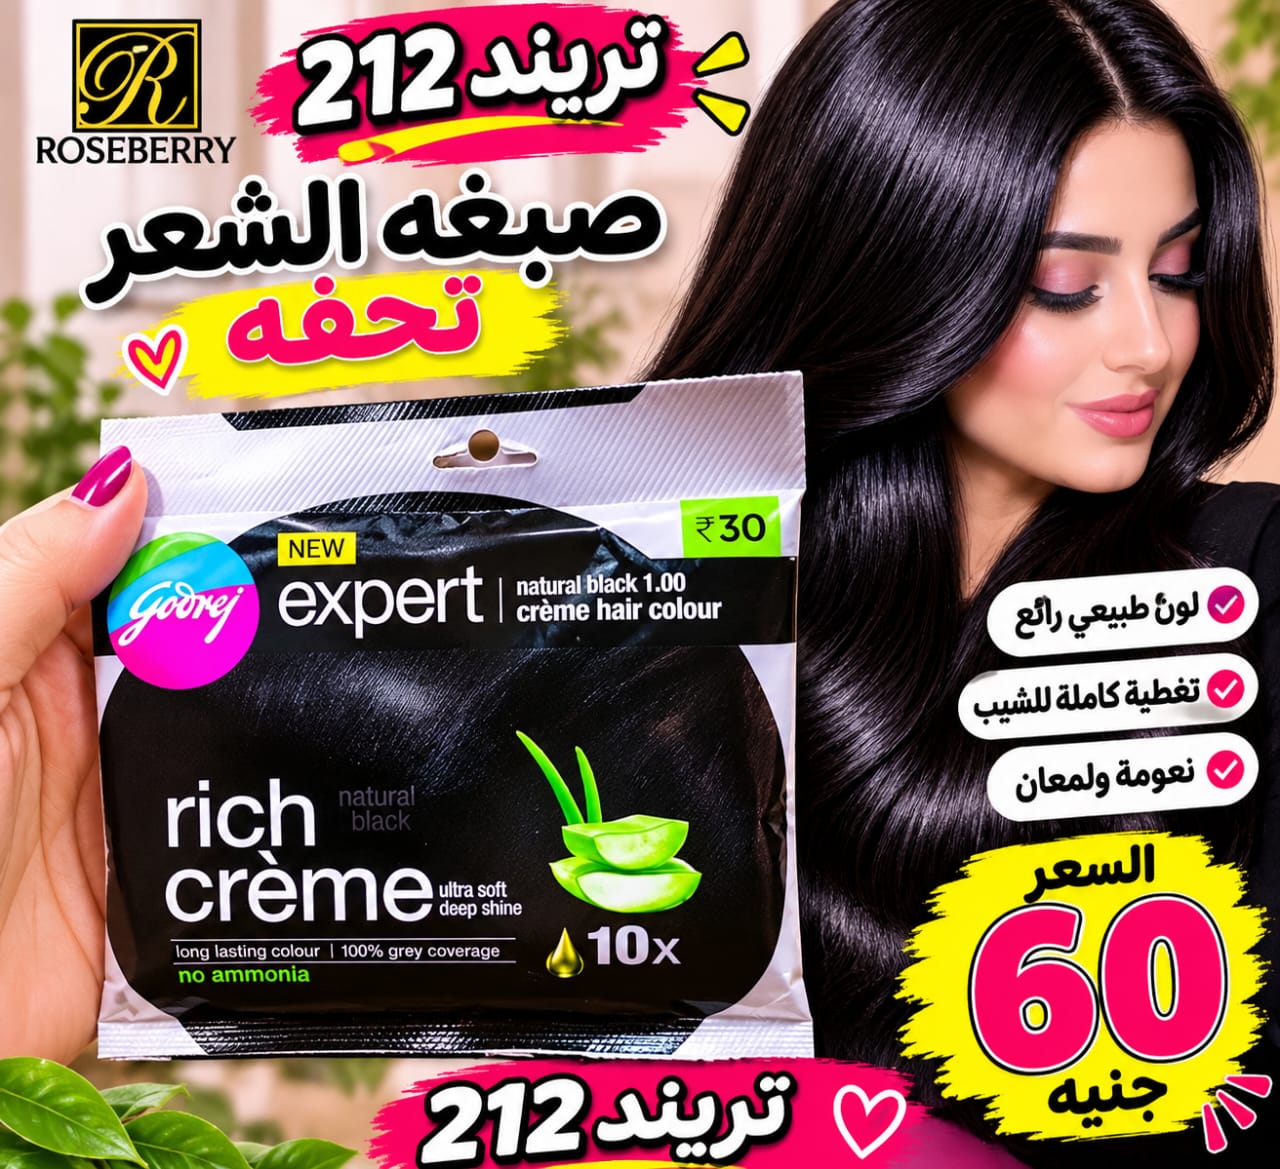 R
ROSEBERRY
تريند 212
صبغه الشعر
تحفه
₹30
NEW
Godrej
expert
natural black 1.00
crème hair colour
rich
crème
natural
black
ultra soft
deep shine
long lasting colour | 100% grey coverage
no ammonia
10x
لون طبيعي رائع
تغطية كاملة للشيب
نعومة ولمعان
السعر
60
جنيه
تريند 212